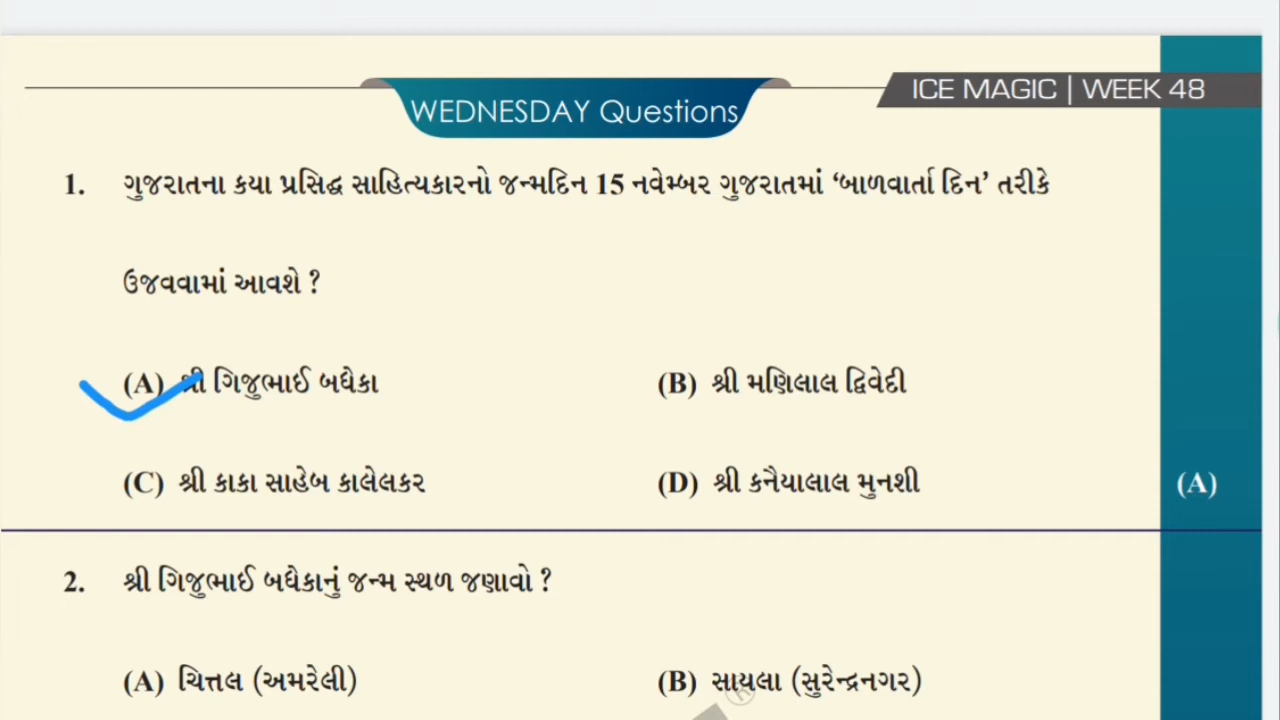 ICE MAGIC | WEEK 48
WEDNESDAY Questions
1. ગુજરાતના કયા પ્રસિદ્ધ સાહિત્યકારનો જન્મદિન 15 નવેમ્બર ગુજરાતમાં ‘બાળવાર્તા દિન’ તરીકે
ઉજવવામાં આવશે ?
(A) શ્રી ગિજુભાઈ બધેકા (B) શ્રી મણિલાલ દ્વિવેદી
(C) શ્રી કાકા સાહેબ કાલેલકર (D) શ્રી કનૈયાલાલ મુનશી (A)
2. શ્રી ગિજુભાઈ બધેકાનું જન્મ સ્થળ જણાવો ?
(A) ચિત્તલ (અમરેલી) (B) સાયલા (સુરેન્દ્રનગર)
®